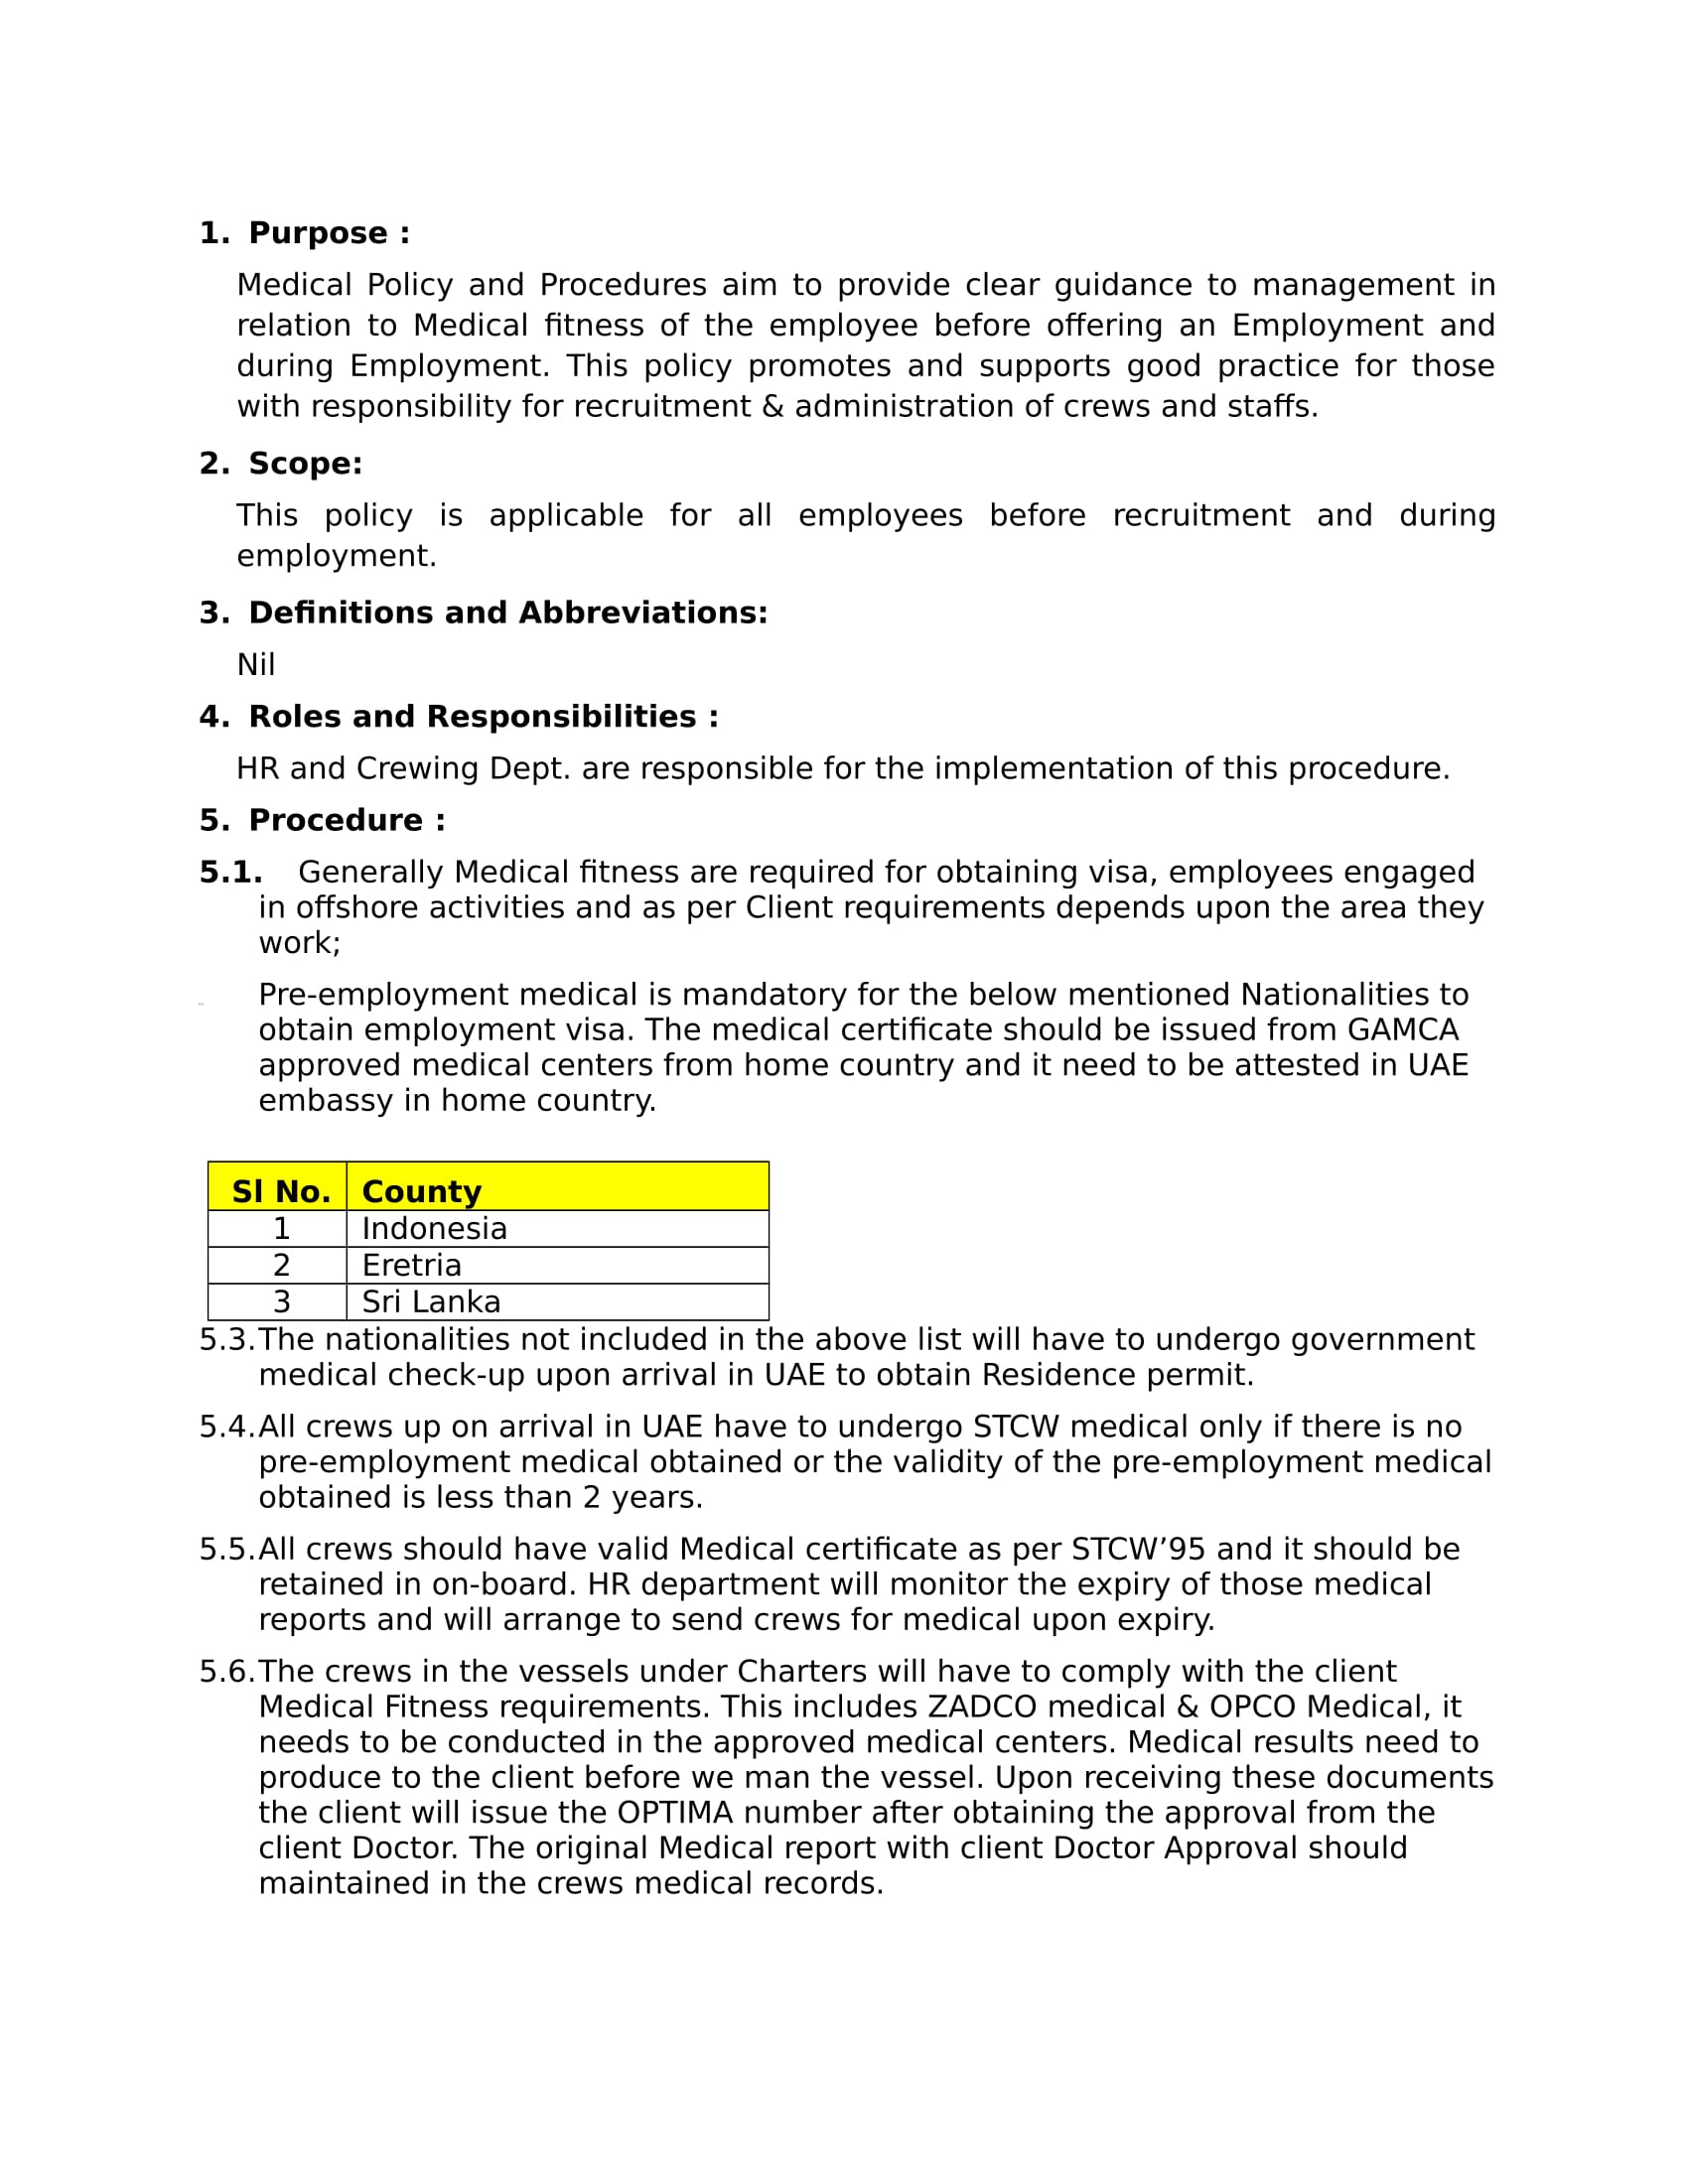 1. Purpose :
Medical Policy and Procedures aim to provide clear guidance to management in
relation to Medical fitness of the employee before offering an Employment and
during Employment. This policy promotes and supports good practice for those
with responsibility for recruitment & administration of crews and staffs.
2. Scope:
This policy is applicable for all employees before recruitment and during
employment.
3. Definitions and Abbreviations:
Nil
4. Roles and Responsibilities :
HR and Crewing Dept. are responsible for the implementation of this procedure.
5. Procedure :
5.1. Generally Medical fitness are required for obtaining visa, employees engaged
in offshore activities and as per Client requirements depends upon the area they
work;
Pre-employment medical is mandatory for the below mentioned Nationalities to
obtain employment visa. The medical certificate should be issued from GAMCA
approved medical centers from home country and it need to be attested in UAE
embassy in home country.
Sl No. County
1 Indonesia
2 Eretria
3 Sri Lanka
5.3. The nationalities not included in the above list will have to undergo government
medical check-up upon arrival in UAE to obtain Residence permit.
5.4. All crews up on arrival in UAE have to undergo STCW medical only if there is no
pre-employment medical obtained or the validity of the pre-employment medical
obtained is less than 2 years.
5.5. All crews should have valid Medical certificate as per STCW’95 and it should be
retained in on-board. HR department will monitor the expiry of those medical
reports and will arrange to send crews for medical upon expiry.
5.6. The crews in the vessels under Charters will have to comply with the client
Medical Fitness requirements. This includes ZADCO medical & OPCO Medical, it
needs to be conducted in the approved medical centers. Medical results need to
produce to the client before we man the vessel. Upon receiving these documents
the client will issue the OPTIMA number after obtaining the approval from the
client Doctor. The original Medical report with client Doctor Approval should
maintained in the crews medical records.